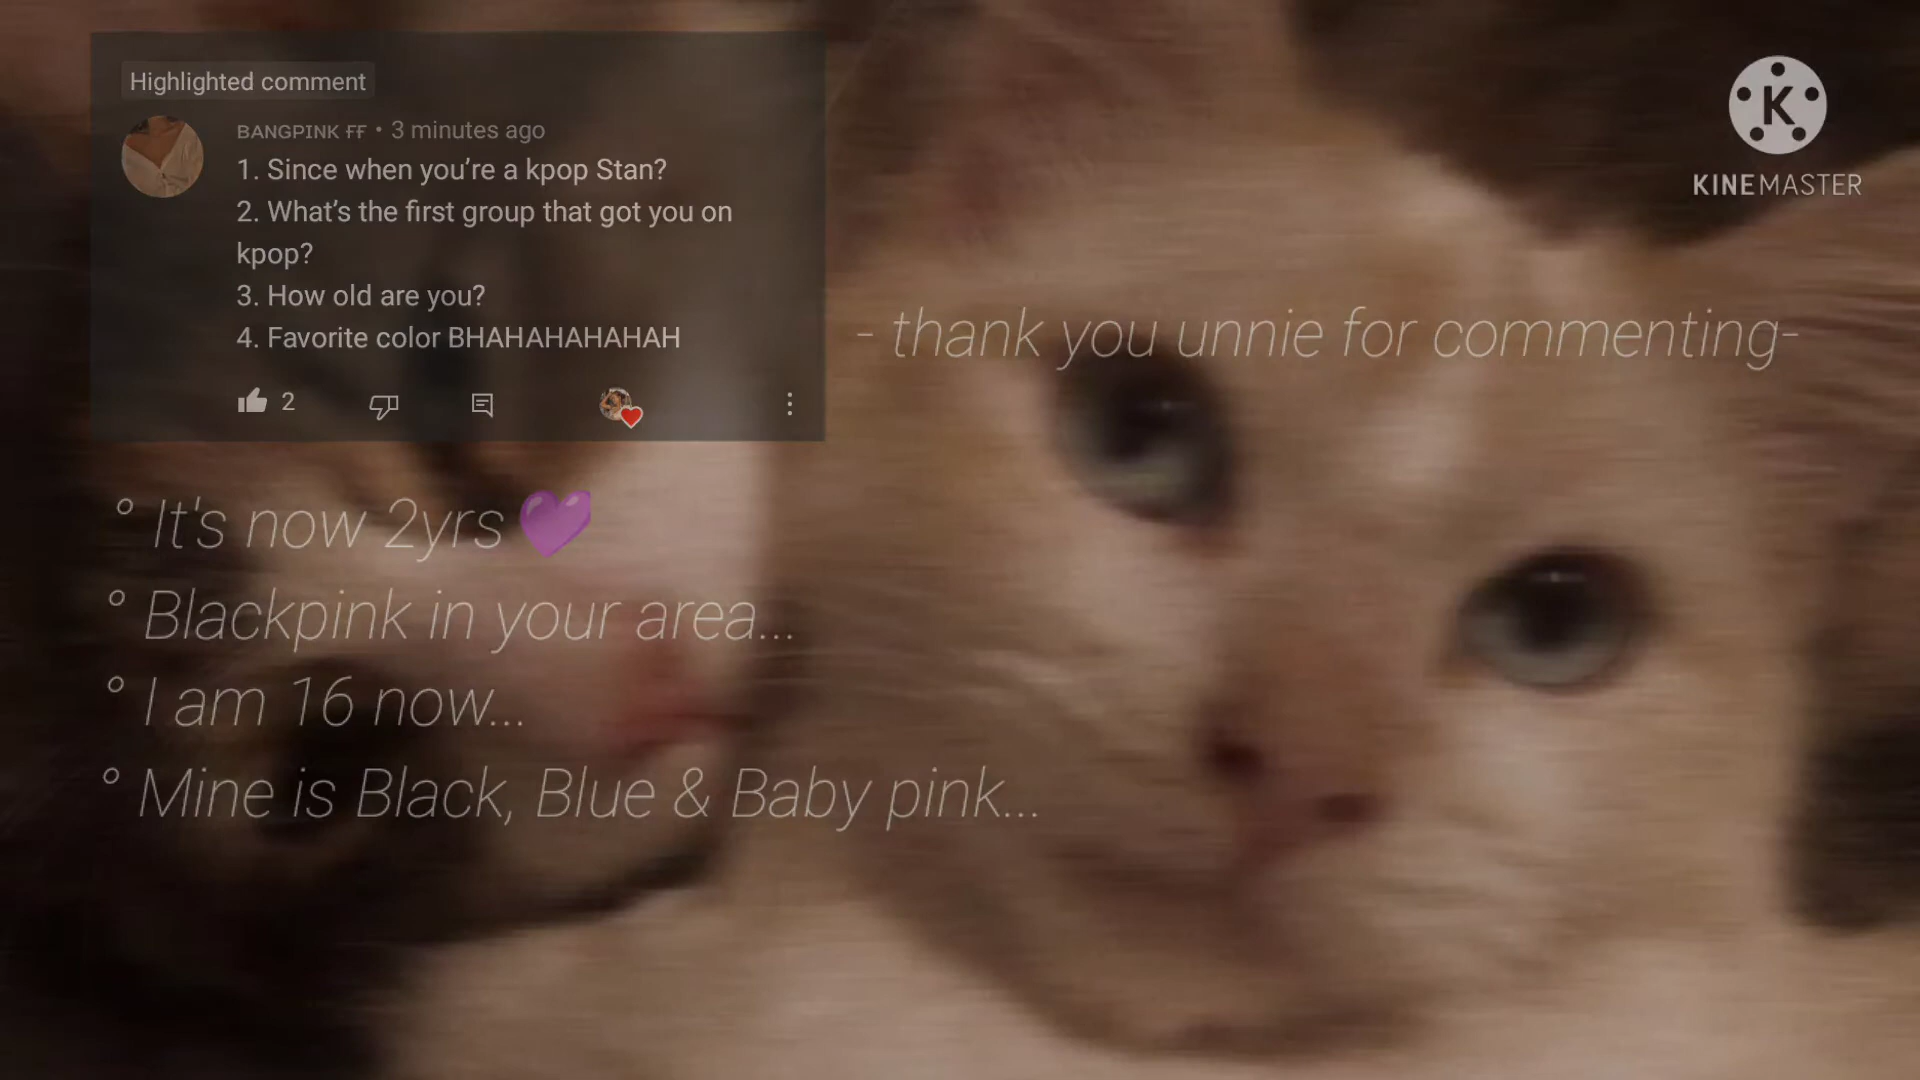 Highlighted comment
BANGPINK FF • 3 minutes ago
1. Since when you’re a kpop Stan?
2. What’s the first group that got you on
kpop?
3. How old are you?
4. Favorite color BHAHAHAHAHAH
2
K
KINEMASTER
- thank you unnie for commenting-
° It's now 2yrs 💜
° Blackpink in your area...
° I am 16 now...
° Mine is Black, Blue & Baby pink...